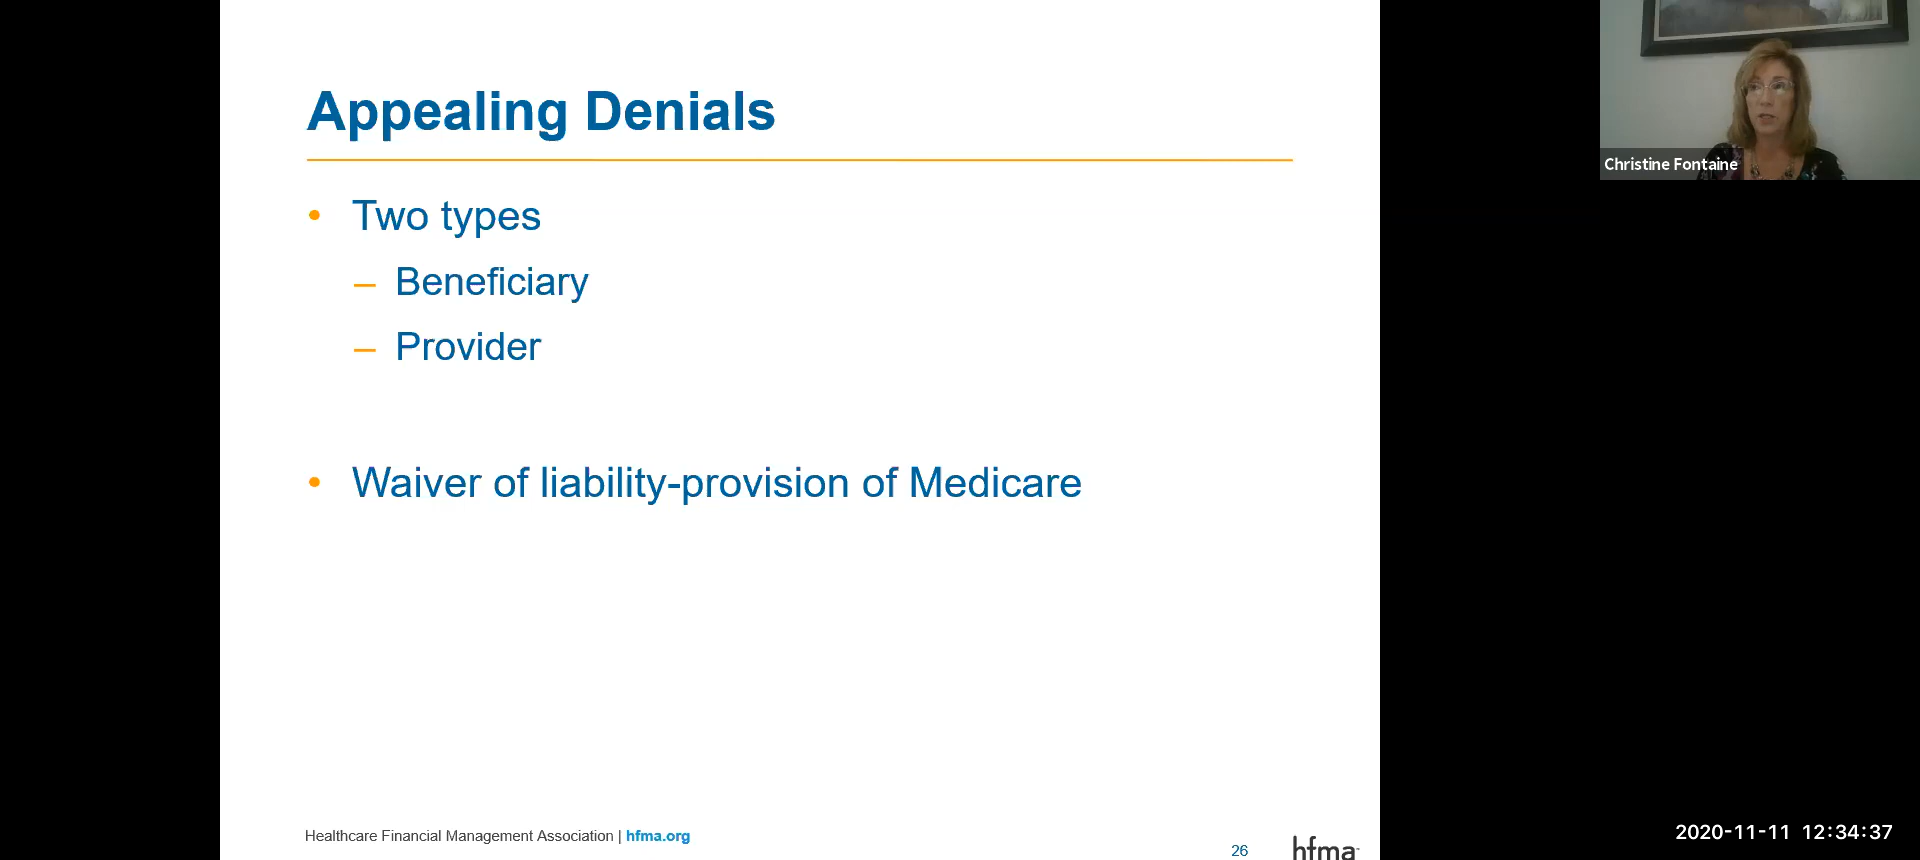 Appealing Denials
• Two types
– Beneficiary
– Provider
• Waiver of liability-provision of Medicare
Healthcare Financial Management Association | hfma.org
26
hfma™
Christine Fontaine
2020-11-11 12:34:37